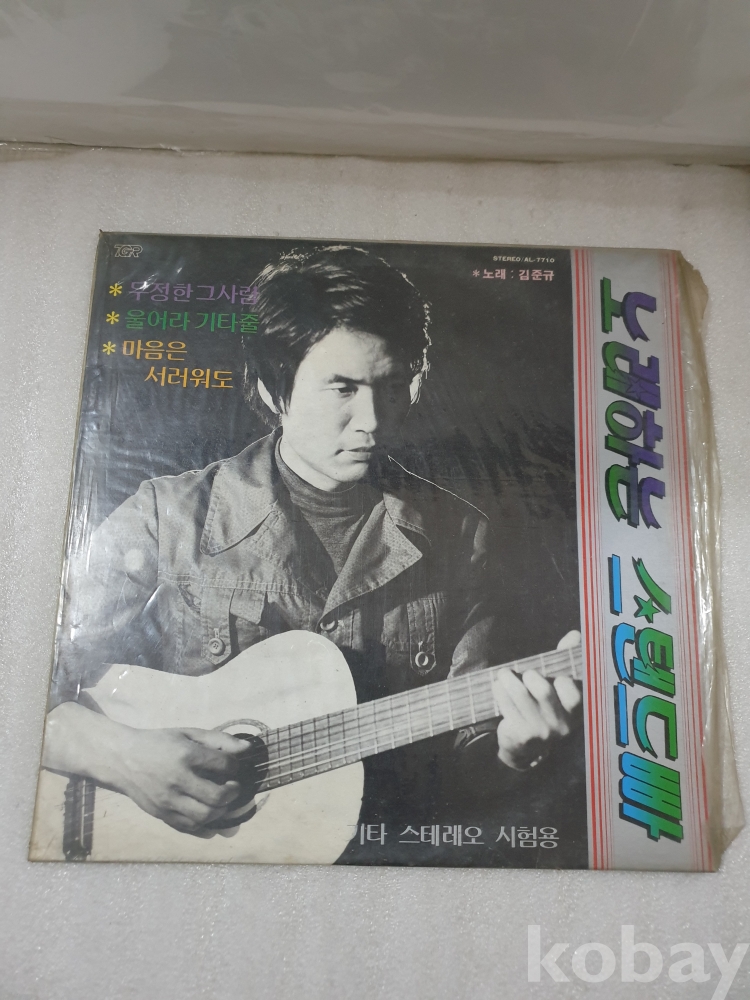 TGR
STEREO/AL-7710
*노래 : 김준규
*우정한그사람
*울어라 기타줄
*마음은
서러워도
노래하는 스텐드빠
기타 스테레오 시험용
kobay